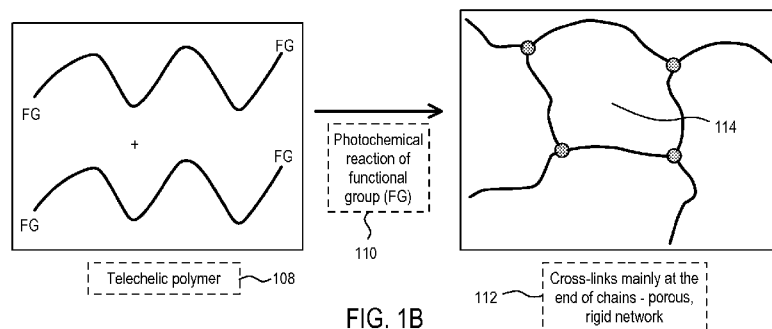 FG
FG
+
FG
FG
Telechelic polymer
108
Photochemical
reaction of
functional
group (FG)
110
114
112
Cross-links mainly at the
end of chains - porous,
rigid network
FIG. 1B